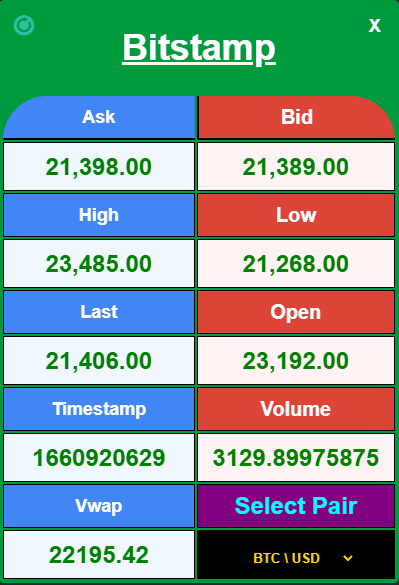 X
Bitstamp
Ask Bid
21,398.00 21,389.00
High Low
23,485.00 21,268.00
Last Open
21,406.00 23,192.00
Timestamp Volume
1660920629 3129.89975875
Vwap Select Pair
22195.42 BTC \ USD